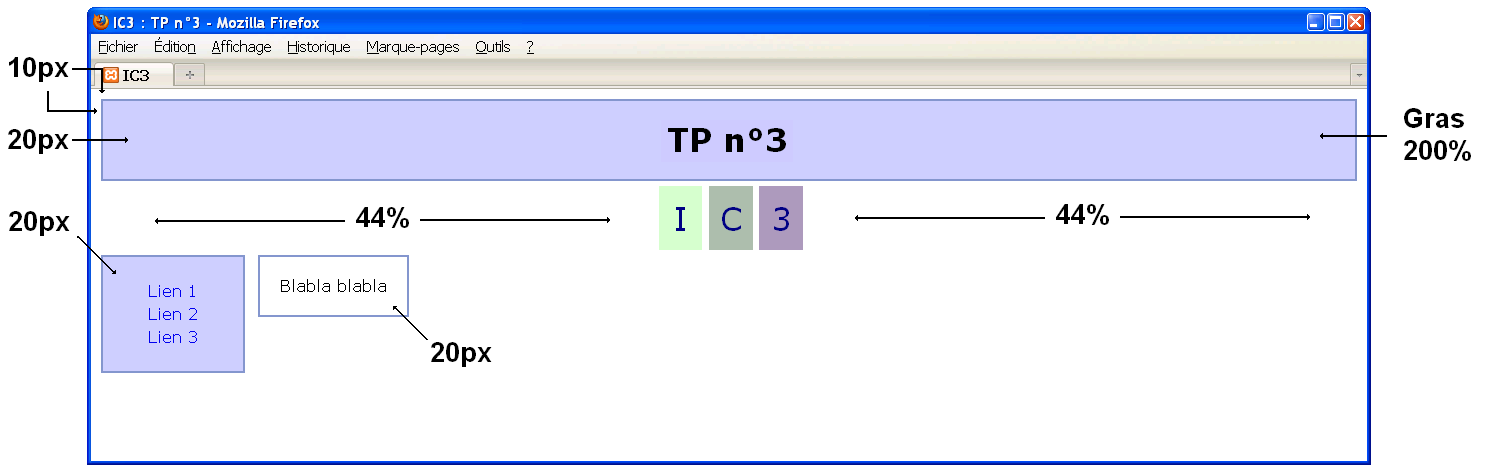 IC3 : TP n°3 - Mozilla Firefox
Fichier Édition Affichage Historique Marque-pages Outils ?
10px
IC3
20px
TP n°3
Gras
200%
20px
44%
I C 3
44%
Lien 1
Lien 2
Lien 3
Blabla blabla
20px